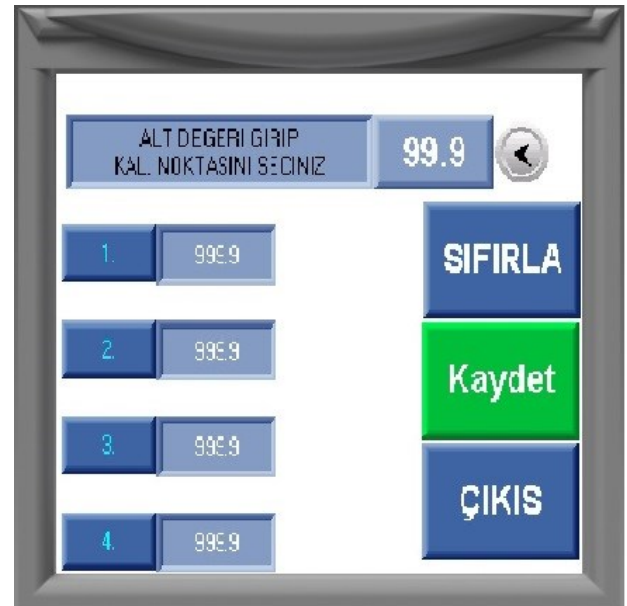 ALT DEGERI GIRIP
KAL. NOKTASINI SECINIZ
99.9
SIFIRLA
1. 999.9
2. 999.9
Kaydet
3. 999.9
ÇIKIS
4. 999.9